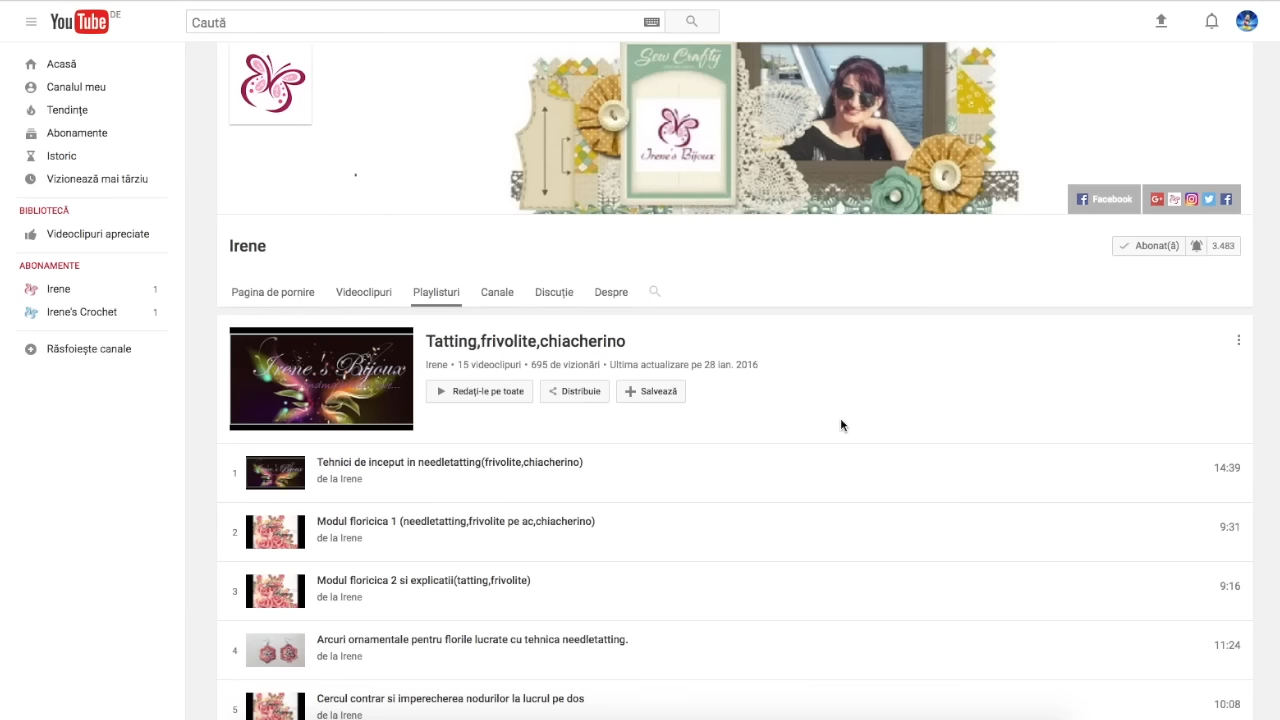 YouTube DE
Caută
Acasă
Canalul meu
Tendințe
Abonamente
Istoric
Vizionează mai târziu
BIBLIOTECĂ
Videoclipuri apreciate
ABONAMENTE
Irene 1
Irene's Crochet 1
Răsfoiește canale
Sew Crafty
Irene's Bijoux
Facebook
Irene
Abonat(ă) 3.483
Pagina de pornire Videoclipuri Playlisturi Canale Discuție Despre
Irene's Bijoux
Tatting,frivolite,chiacherino
Irene • 15 videoclipuri • 695 de vizionări • Ultima actualizare pe 28 ian. 2016
Redați-le pe toate Distribuie Salvează
1 Tehnici de inceput in needletatting(frivolite,chiacherino) 14:39
de la Irene
2 Modul floricica 1 (needletatting,frivolite pe ac,chiacherino) 9:31
de la Irene
3 Modul floricica 2 si explicatii(tatting,frivolite) 9:16
de la Irene
4 Arcuri ornamentale pentru florile lucrate cu tehnica needletatting. 11:24
de la Irene
5 Cercul contrar si imperecherea nodurilor la lucrul pe dos 10:08
de la Irene